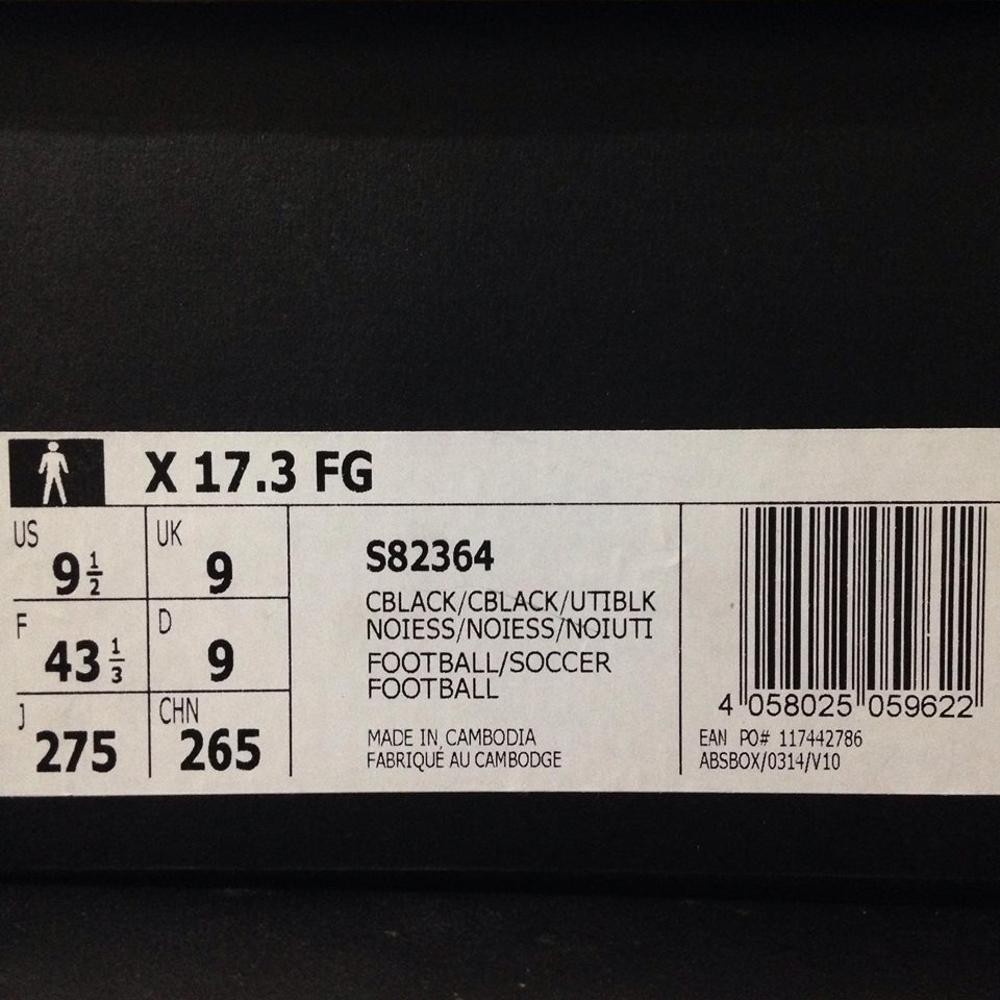 X 17.3 FG
US 9 1/2 UK 9
F 43 1/3 D 9
J 275 CHN 265
S82364
CBLACK/CBLACK/UTIBLK
NOIESS/NOIESS/NOIUTI
FOOTBALL/SOCCER
FOOTBALL
MADE IN CAMBODIA
FABRIQUÉ AU CAMBODGE
4 058025 059622
EAN PO# 117442786
ABSBOX/0314/V10